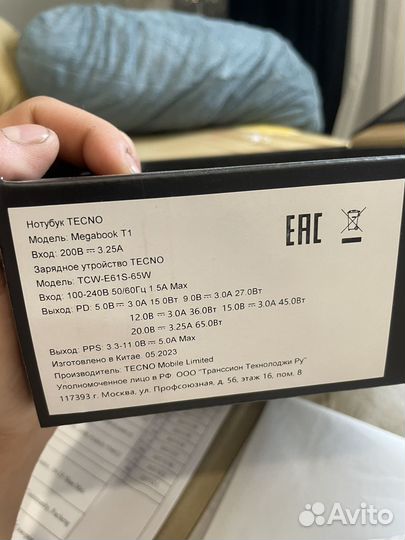 Нотубук TECNO
Модель: Megabook T1
Вход: 200В⎓ 3.25A
Зарядное утройство TECNO
Модель: TCW-E61S-65W
Вход: 100-240В 50/60Гц 1.5A Max
Выход: PD: 5.0В⎓ 3.0A 15.0Вт 9.0В⎓ 3.0A 27.0Вт
12.0В⎓ 3.0A 36.0Вт 15.0В⎓ 3.0A 45.0Вт
20.0В⎓ 3.25A 65.0Вт
Выход: PPS: 3.3-11.0В⎓ 5.0A Max
Изготовлено в Китае. 05.2023
Производитель: TECNO Mobile Limited
Уполномоченное лицо в РФ: ООО "Транссион Технолоджи Ру"
117393 г. Москва, ул. Профсоюзная, д. 56, этаж 16, пом. 8
EAC
Avito